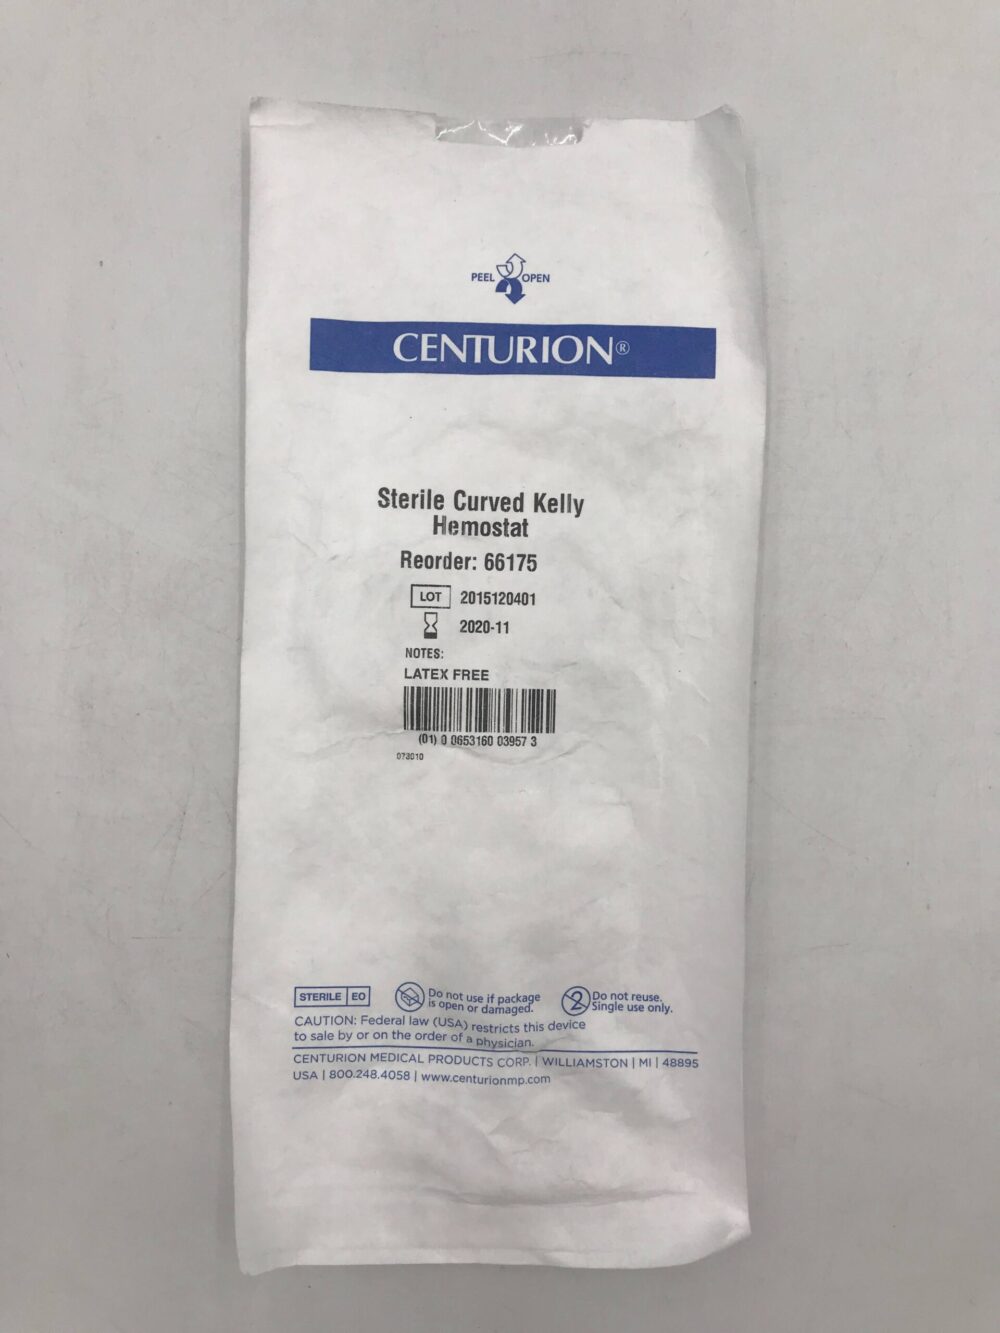 PEEL OPEN
CENTURION®
Sterile Curved Kelly
Hemostat
Reorder: 66175
LOT 2015120401
2020-11
NOTES:
LATEX FREE
(01) 0 0653160 03957 3
073010
STERILE EO
Do not use if package
is open or damaged.
2 Do not reuse.
Single use only.
CAUTION: Federal law (USA) restricts this device
to sale by or on the order of a physician.
CENTURION MEDICAL PRODUCTS CORP. | WILLIAMSTON | MI | 48895
USA | 800.248.4058 | www.centurionmp.com